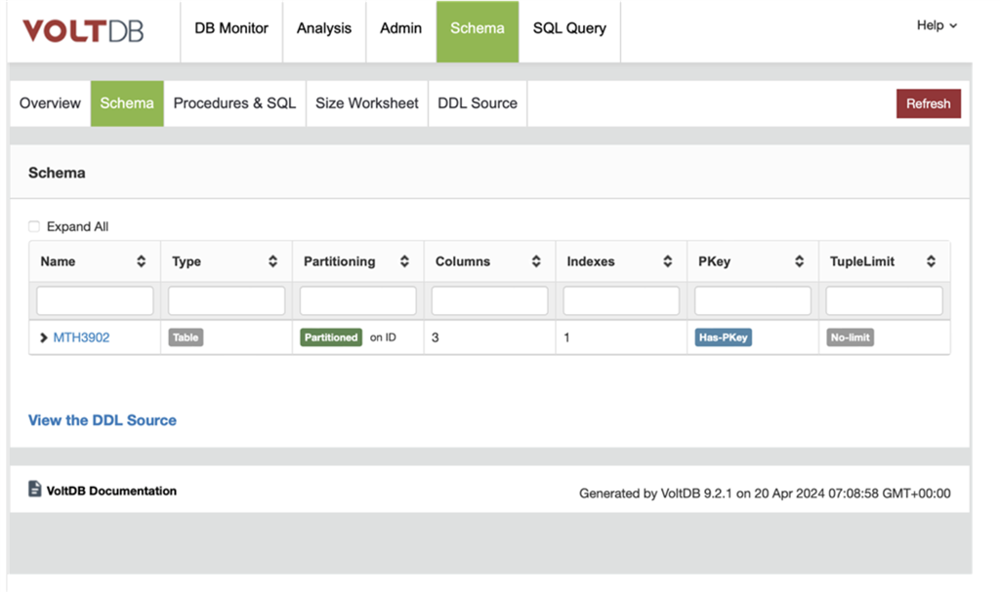 VOLTDB DB Monitor Analysis Admin Schema SQL Query Help
Overview Schema Procedures & SQL Size Worksheet DDL Source Refresh
Schema
Expand All
Name Type Partitioning Columns Indexes PKey TupleLimit
MTH3902 Table Partitioned on ID 3 1 Has-PKey No-limit
View the DDL Source
VoltDB Documentation Generated by VoltDB 9.2.1 on 20 Apr 2024 07:08:58 GMT+00:00